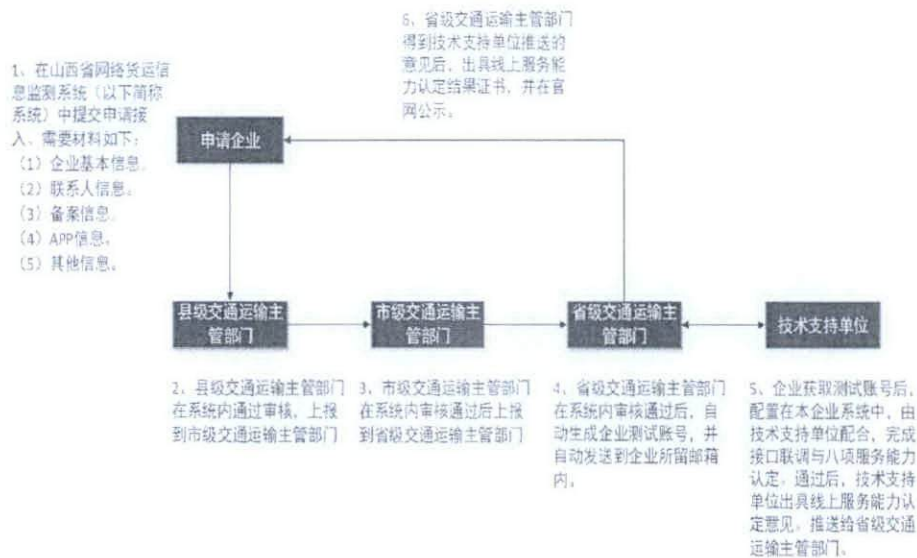 6、省级交通运输主管部门
得到技术支持单位推送的
意见后，出具线上服务能
力认定结果证书，并在官
网公示。
1、在山西省网络货运信
息监测系统（以下简称
系统）中提交申请接
入，需要材料如下：
（1）企业基本信息。
（2）联系人信息。
（3）备案信息。
（4）APP信息。
（5）其他信息。
申请企业
县级交通运输主
管部门
市级交通运输主
管部门
省级交通运输主
管部门
技术支持单位
2、县级交通运输主管部门
在系统内通过审核，上报
到市级交通运输主管部门
3、市级交通运输主管部门
在系统内审核通过后上报
到省级交通运输主管部门
4、省级交通运输主管部门
在系统内审核通过后，自
动生成企业测试账号，并
自动发送到企业所留邮箱
内。
5、企业获取测试账号后，
配置在本企业系统中，由
技术支持单位配合，完成
接口联调与八项服务能力
认定。通过后，技术支持
单位出具线上服务能力认
定意见，推送给省级交通
运输主管部门。